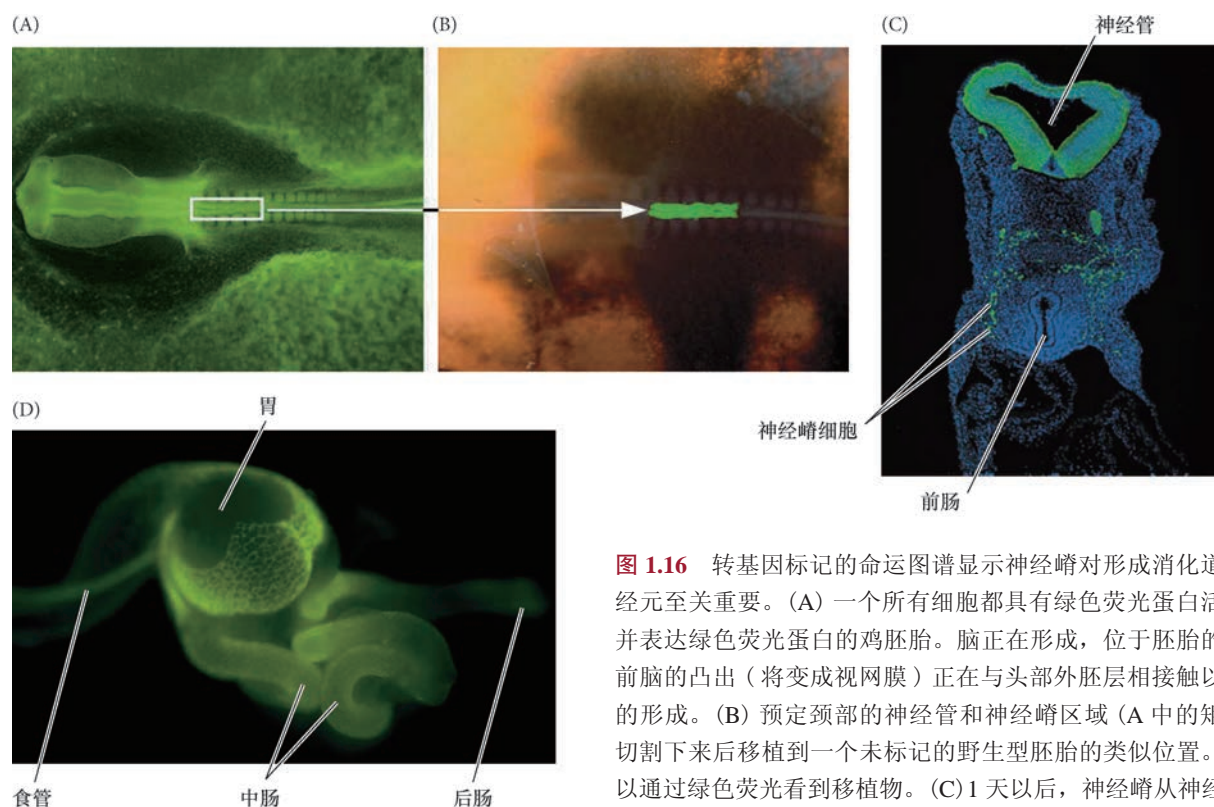 (A)
(B)
(C)
神经管
神经嵴细胞
前肠
(D)
胃
食管
中肠
后肠
图 1.16 转基因标记的命运图谱显示神经嵴对形成消化道
经元至关重要。(A) 一个所有细胞都具有绿色荧光蛋白活
并表达绿色荧光蛋白的鸡胚胎。脑正在形成，位于胚胎的
前脑的凸出（将变成视网膜）正在与头部外胚层相接触以
的形成。(B) 预定颈部的神经管和神经嵴区域 (A 中的矩
切割下来后移植到一个未标记的野生型胚胎的类似位置。
以通过绿色荧光看到移植物。(C) 1 天以后，神经嵴从神经